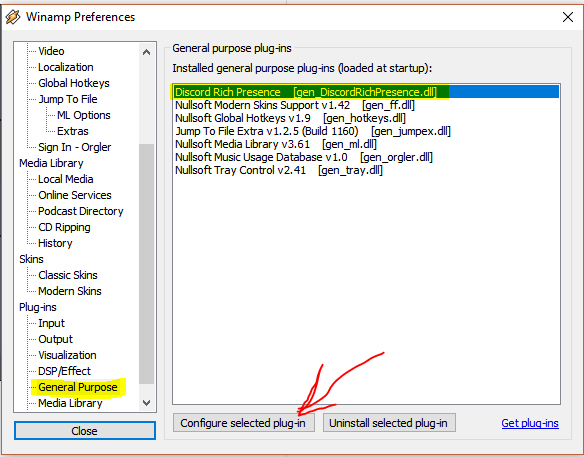 Winamp Preferences
Video
Localization
Global Hotkeys
Jump To File
ML Options
Extras
Sign In - Orgler
Media Library
Local Media
Online Services
Podcast Directory
CD Ripping
History
Skins
Classic Skins
Modern Skins
Plug-ins
Input
Output
Visualization
DSP/Effect
General Purpose
Media Library
Close
General purpose plug-ins
Installed general purpose plug-ins (loaded at startup):
Discord Rich Presence [gen_DiscordRichPresence.dll]
Nullsoft Modern Skins Support v1.42 [gen_ff.dll]
Nullsoft Global Hotkeys v1.9 [gen_hotkeys.dll]
Jump To File Extra v1.2.5 (Build 1160) [gen_jumpex.dll]
Nullsoft Media Library v3.61 [gen_ml.dll]
Nullsoft Music Usage Database v1.0 [gen_orgler.dll]
Nullsoft Tray Control v2.41 [gen_tray.dll]
Configure selected plug-in
Uninstall selected plug-in
Get plug-ins